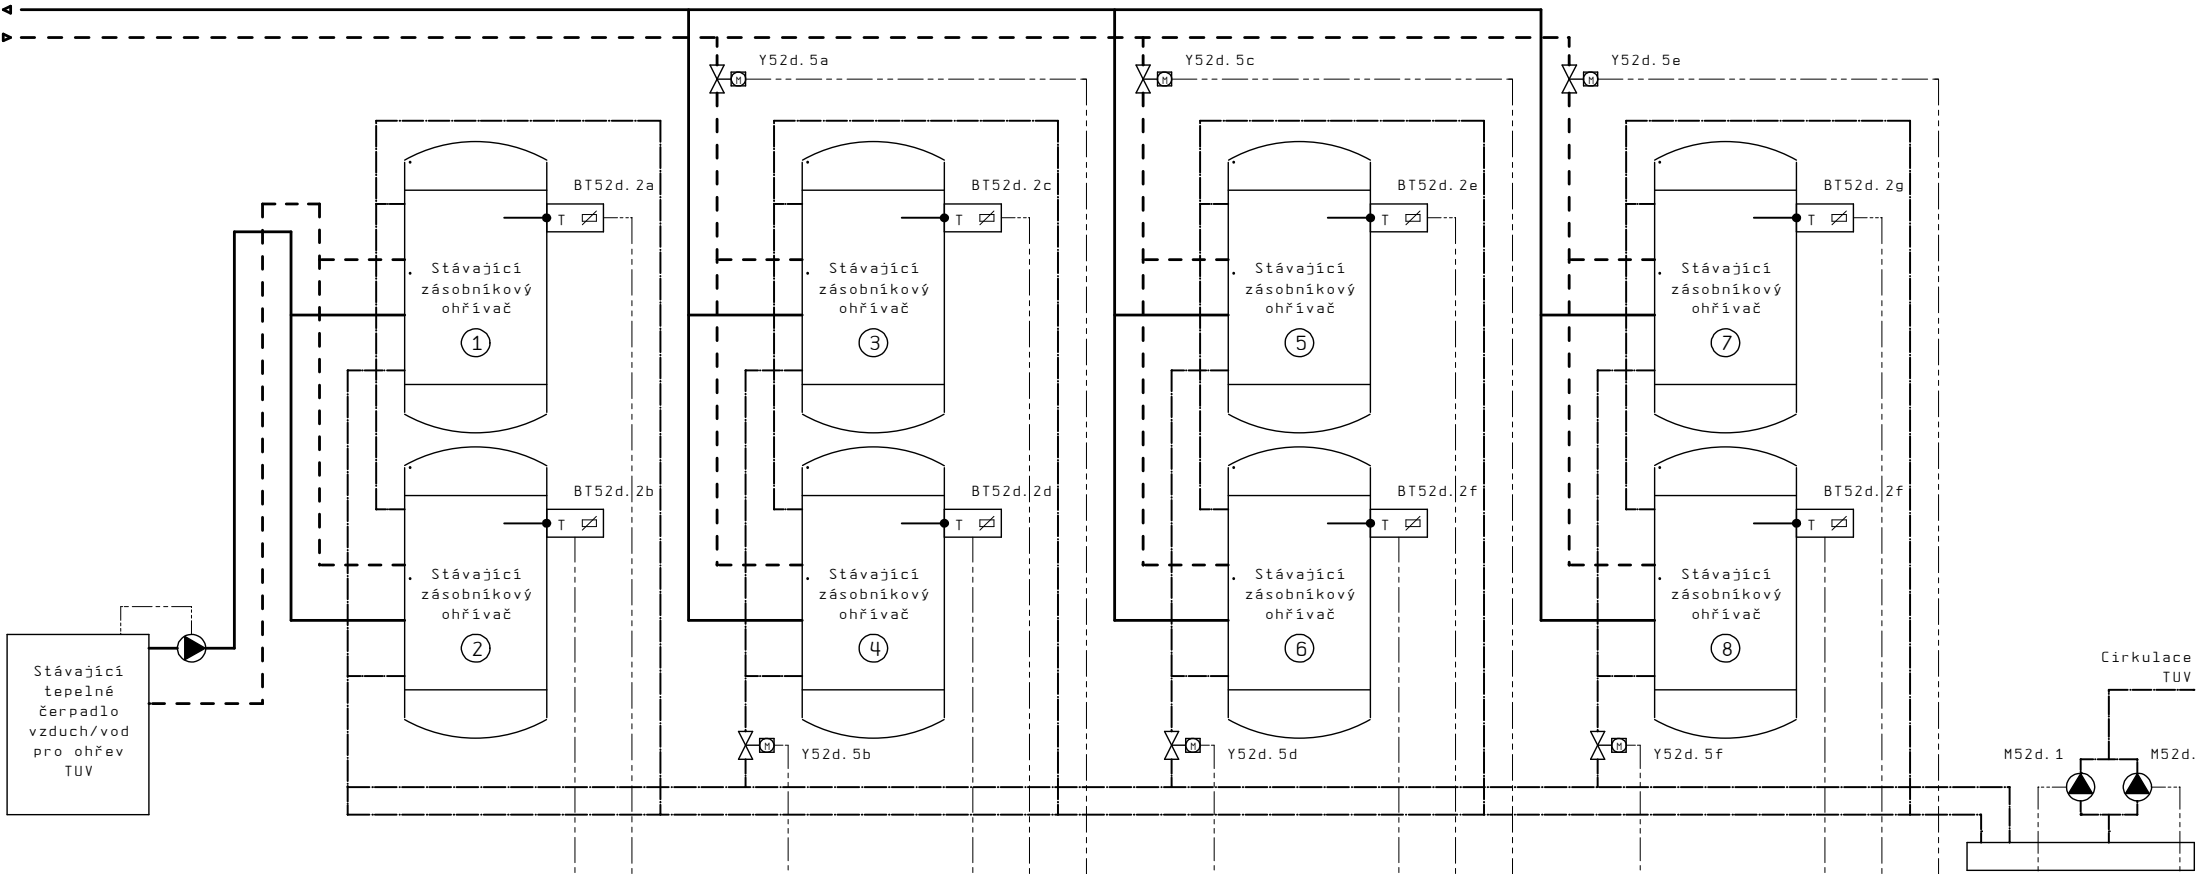 Y52d.5a
Y52d.5c
Y52d.5e
BT52d.2a
BT52d.2c
BT52d.2e
BT52d.2g
T
T
T
T
M
M
M
Stávající
zásobníkový
ohřívač
1
Stávající
zásobníkový
ohřívač
3
Stávající
zásobníkový
ohřívač
5
Stávající
zásobníkový
ohřívač
7
BT52d.2b
BT52d.2d
BT52d.2f
BT52d.2f
T
T
T
T
Stávající
zásobníkový
ohřívač
2
Stávající
zásobníkový
ohřívač
4
Stávající
zásobníkový
ohřívač
6
Stávající
zásobníkový
ohřívač
8
Stávající
tepelné
čerpadlo
vzduch/vod
pro ohřev
TUV
M
M
M
Y52d.5b
Y52d.5d
Y52d.5f
Cirkulace
TUV
M52d.1
M52d.